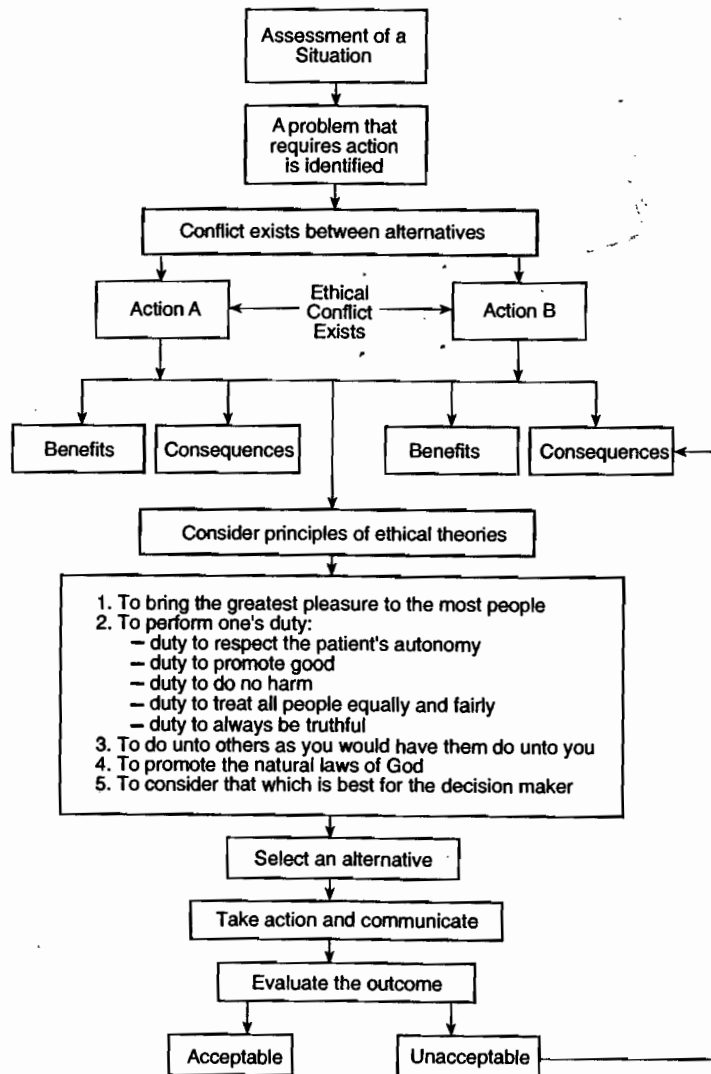 Assessment of a
Situation
A problem that
requires action
is identified
Conflict exists between alternatives
Action A
Ethical
Conflict
Exists
Action B
Benefits
Consequences
Benefits
Consequences
Consider principles of ethical theories
1. To bring the greatest pleasure to the most people
2. To perform one's duty:
– duty to respect the patient's autonomy
– duty to promote good
– duty to do no harm
– duty to treat all people equally and fairly
– duty to always be truthful
3. To do unto others as you would have them do unto you
4. To promote the natural laws of God
5. To consider that which is best for the decision maker
Select an alternative
Take action and communicate
Evaluate the outcome
Acceptable
Unacceptable